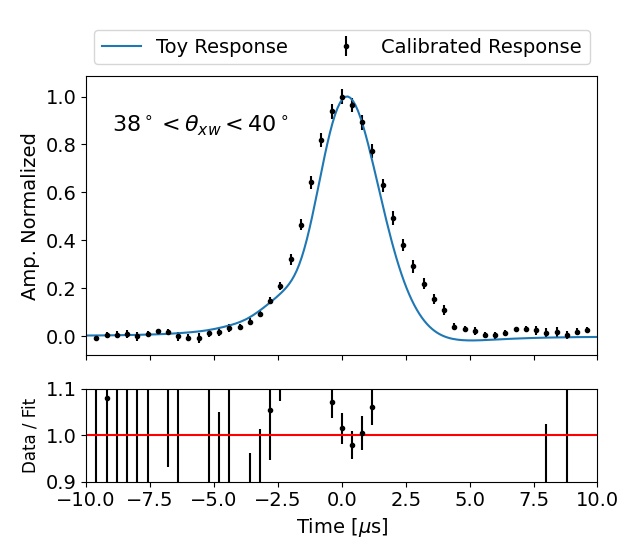 Toy Response
Calibrated Response
38° < θxw < 40°
Amp. Normalized
1.0
0.8
0.6
0.4
0.2
0.0
Data / Fit
1.1
1.0
0.9
−10.0 −7.5 −5.0 −2.5 0.0 2.5 5.0 7.5 10.0
Time [μs]